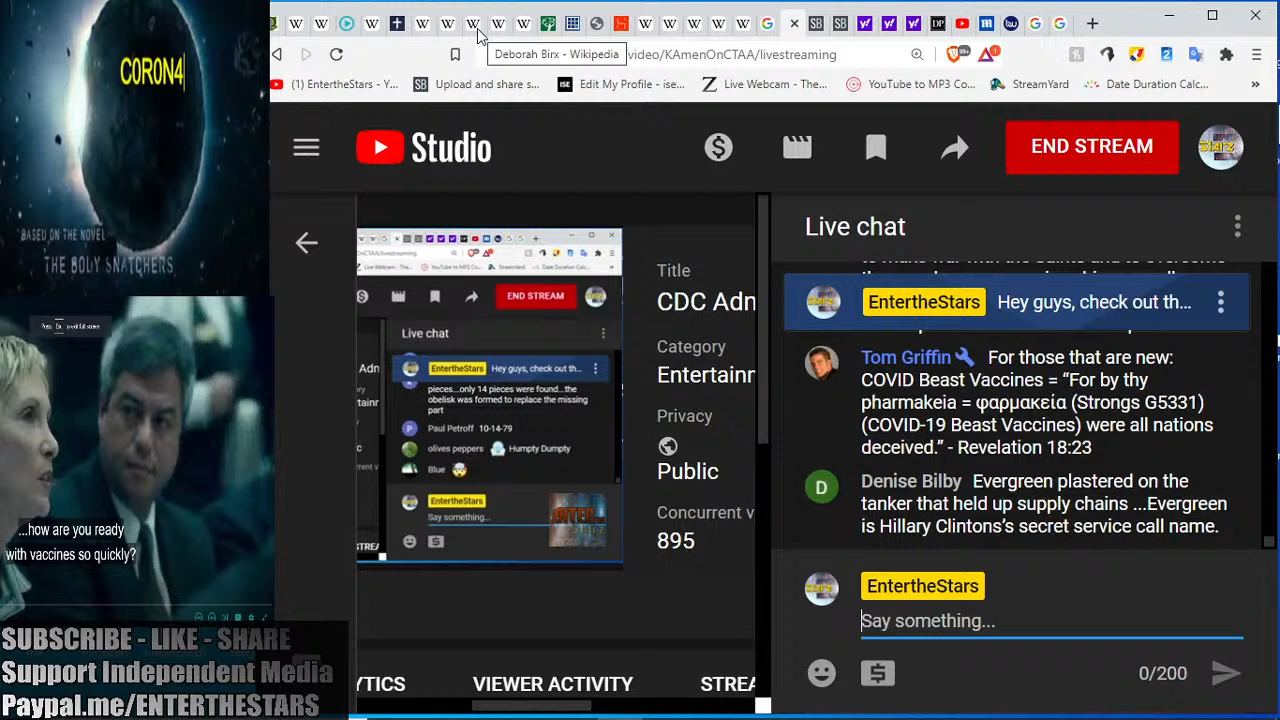 CORON4
"BASED ON THE NOVEL
THE BODY SNATCHERS
...how are you ready
with vaccines so quickly?
SUBSCRIBE - LIKE - SHARE
Support Independent Media
Paypal.me/ENTERTHESTARS
Deborah Birx - Wikipedia
video/KAmenOnCTAA/livestreaming
(1) EntertheStars - Y...
Upload and share s...
Edit My Profile - ise...
Live Webcam - The...
YouTube to MP3 Co...
StreamYard
Date Duration Calc...
Studio
END STREAM
END STREAM
Live chat
EntertheStars Hey guys, check out th...
pieces...only 14 pieces were found...the
obelisk was formed to replace the missing
part
Paul Petroff 10-14-79
olives peppers Humpty Dumpty
Blue
EntertheStars
Say something...
Title
CDC Adn
Category
Entertainn
Privacy
Public
Concurrent v
895
LYTICS
VIEWER ACTIVITY
STREA
Live chat
EntertheStars Hey guys, check out th...
Tom Griffin For those that are new:
COVID Beast Vaccines = “For by thy
pharmakeia = φαρμακεία (Strongs G5331)
(COVID-19 Beast Vaccines) were all nations
deceived.” - Revelation 18:23
Denise Bilby Evergreen plastered on the
tanker that held up supply chains ...Evergreen
is Hillary Clintons’s secret service call name.
EntertheStars
Say something...
0/200